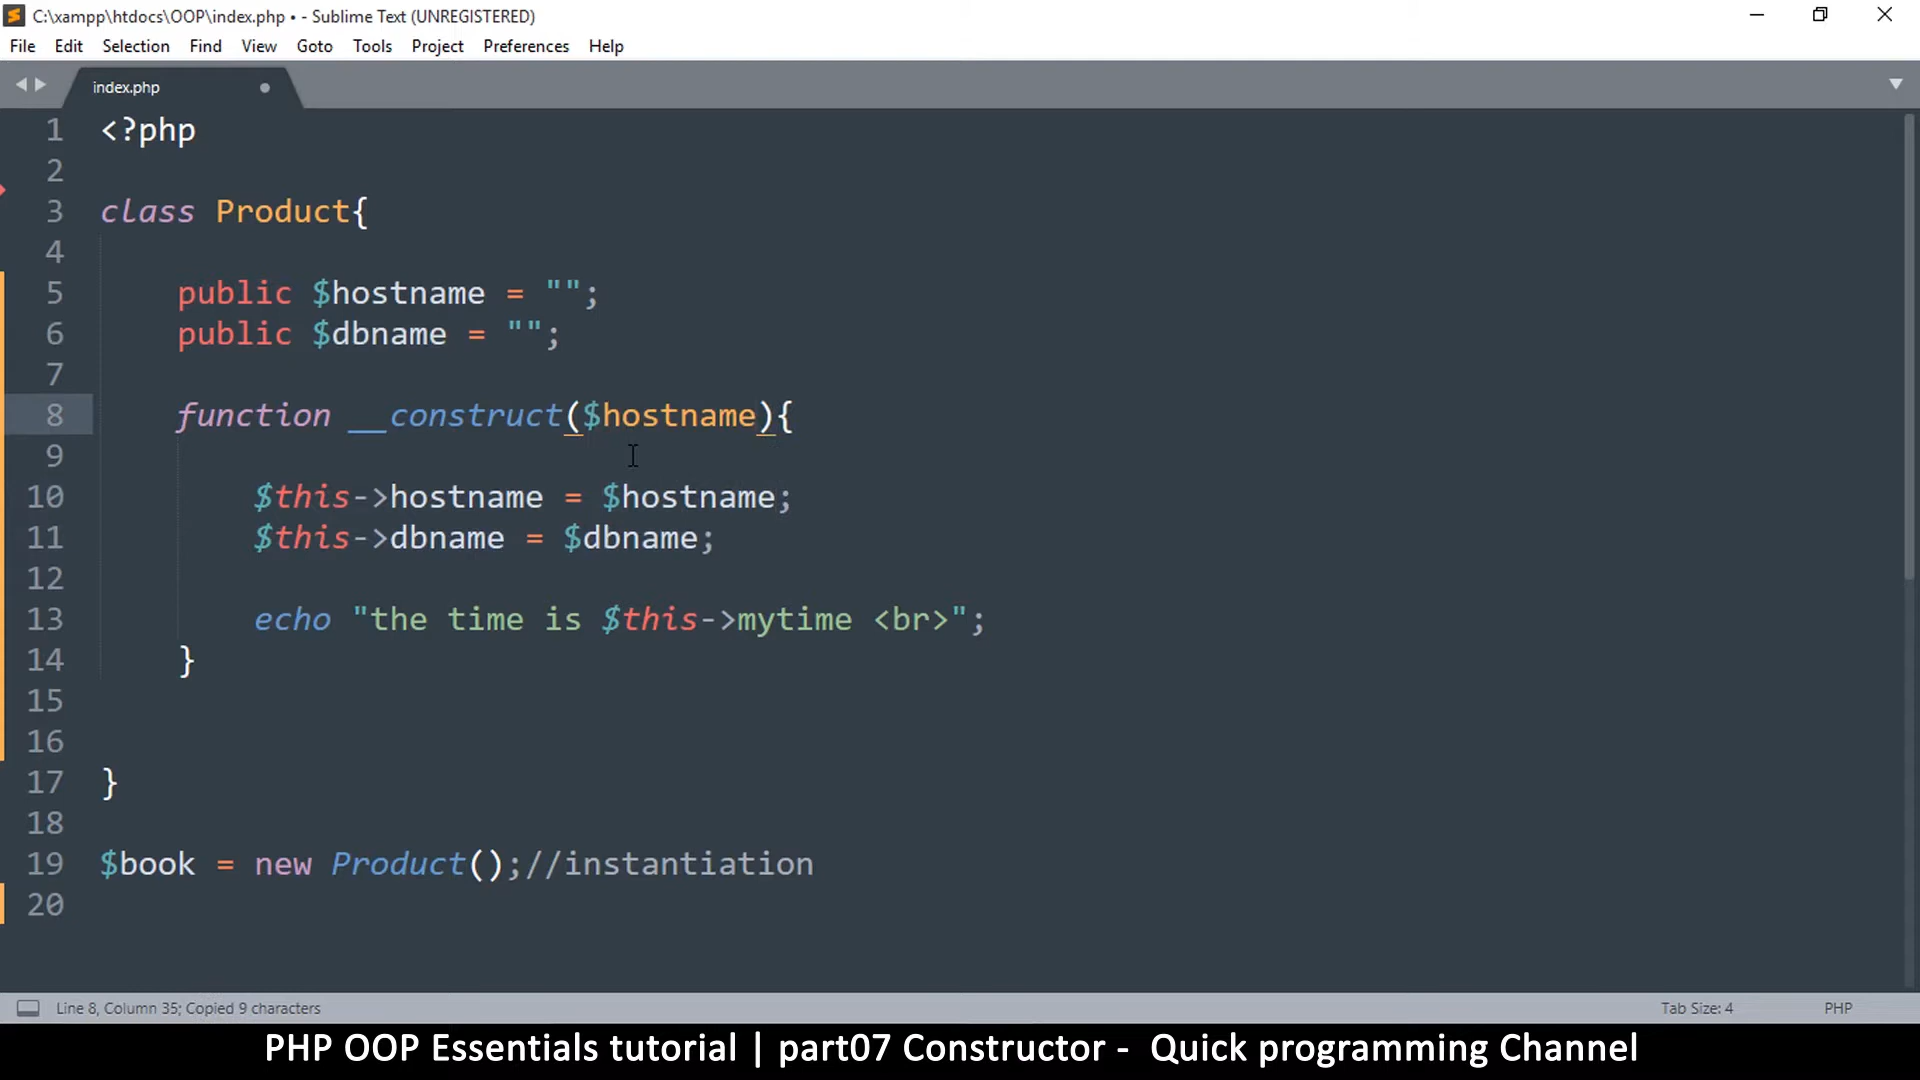 C:\xampp\htdocs\OOP\index.php • - Sublime Text (UNREGISTERED)
File Edit Selection Find View Goto Tools Project Preferences Help
index.php
1 <?php
2
3 class Product{
4
5 public $hostname = "";
6 public $dbname = "";
7
8 function __construct($hostname){
9
10 $this->hostname = $hostname;
11 $this->dbname = $dbname;
12
13 echo "the time is $this->mytime <br>";
14 }
15
16
17 }
18
19 $book = new Product();//instantiation
20
Line 8, Column 35; Copied 9 characters Tab Size: 4 PHP
PHP OOP Essentials tutorial | part07 Constructor - Quick programming Channel